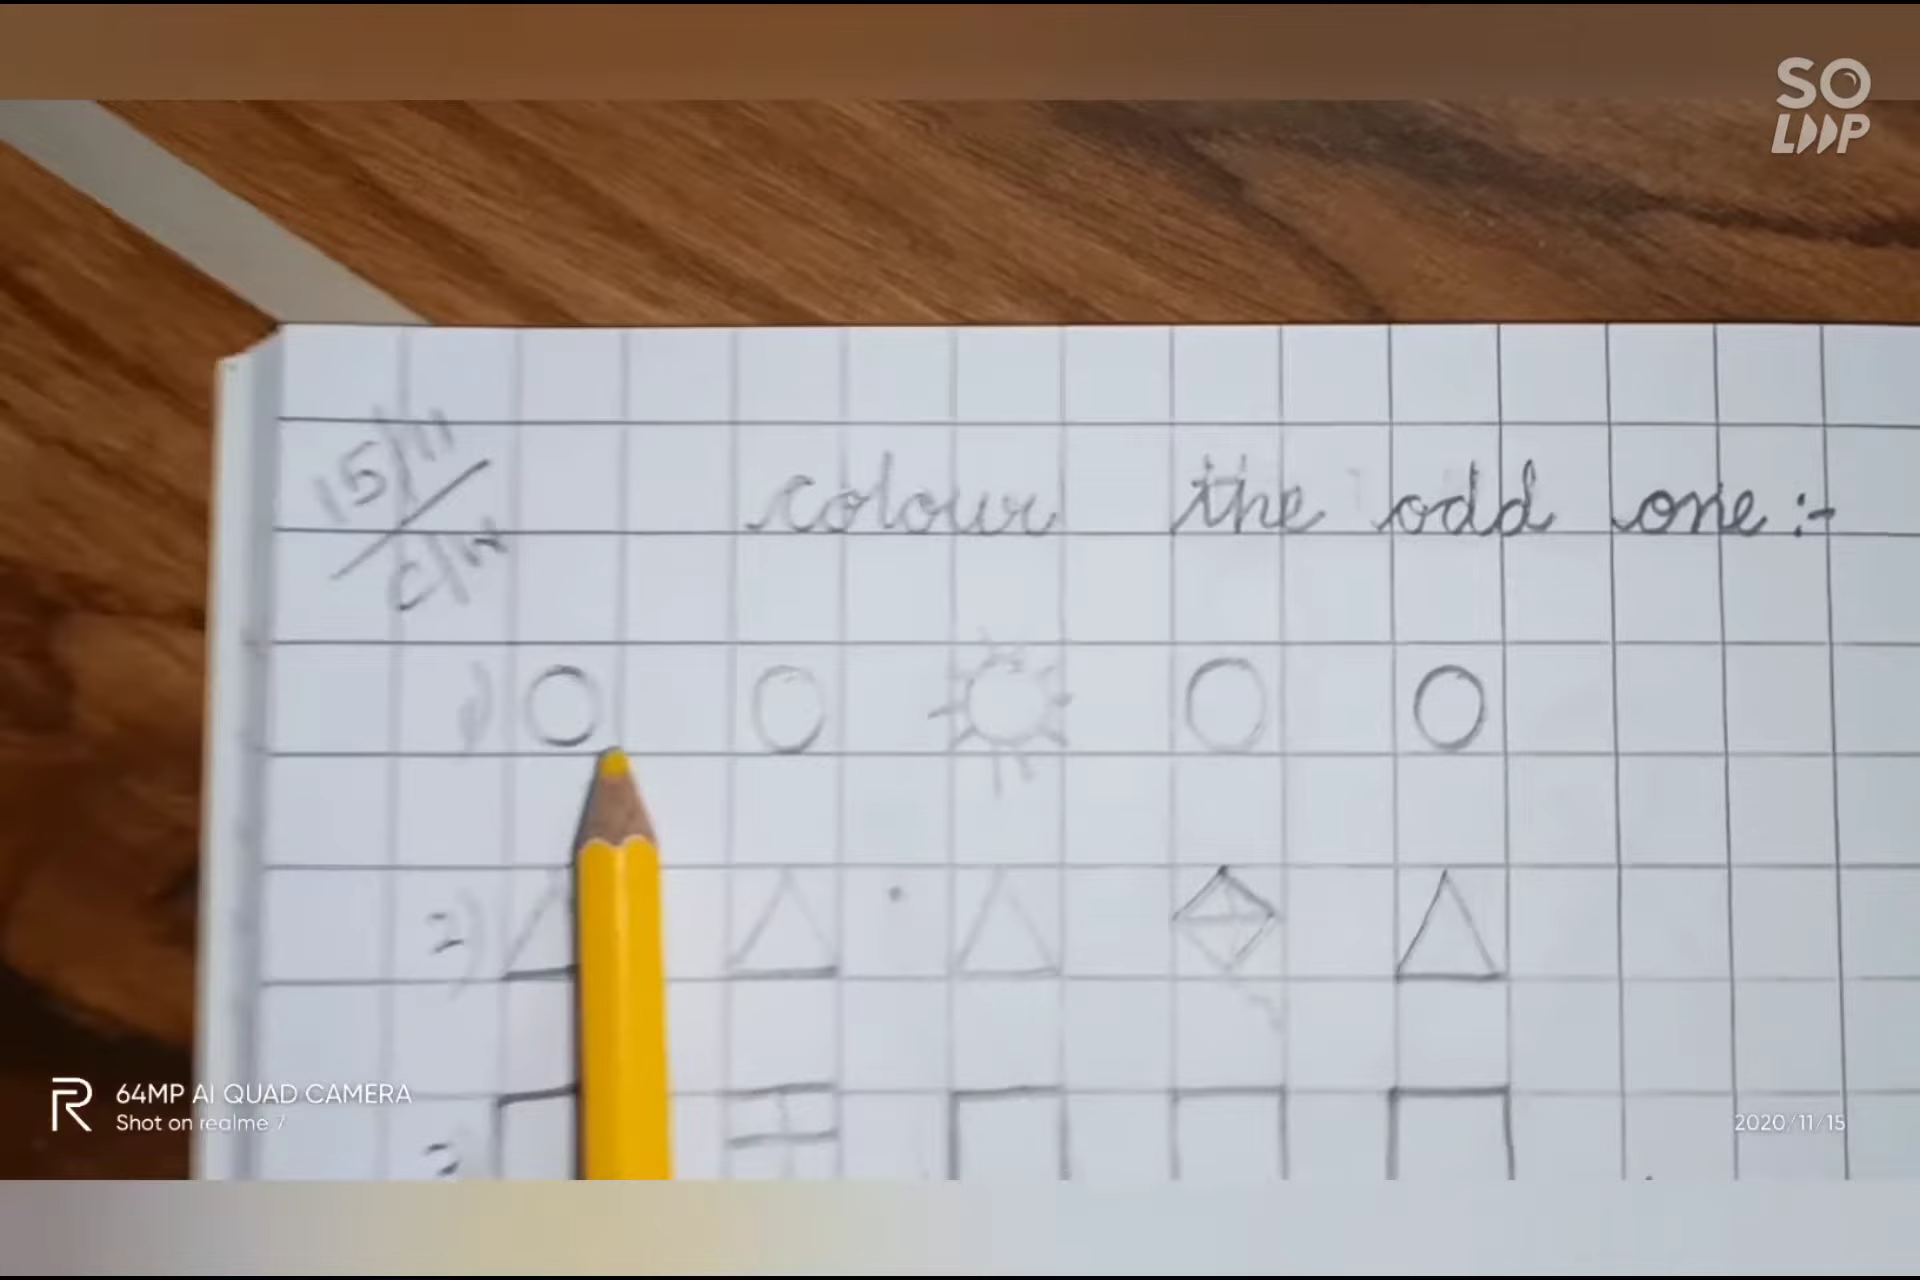 SO
LOOP
15/11
C/W
colour the odd one :-
1)
2)
64MP AI QUAD CAMERA
Shot on realme 7
2020/11/15